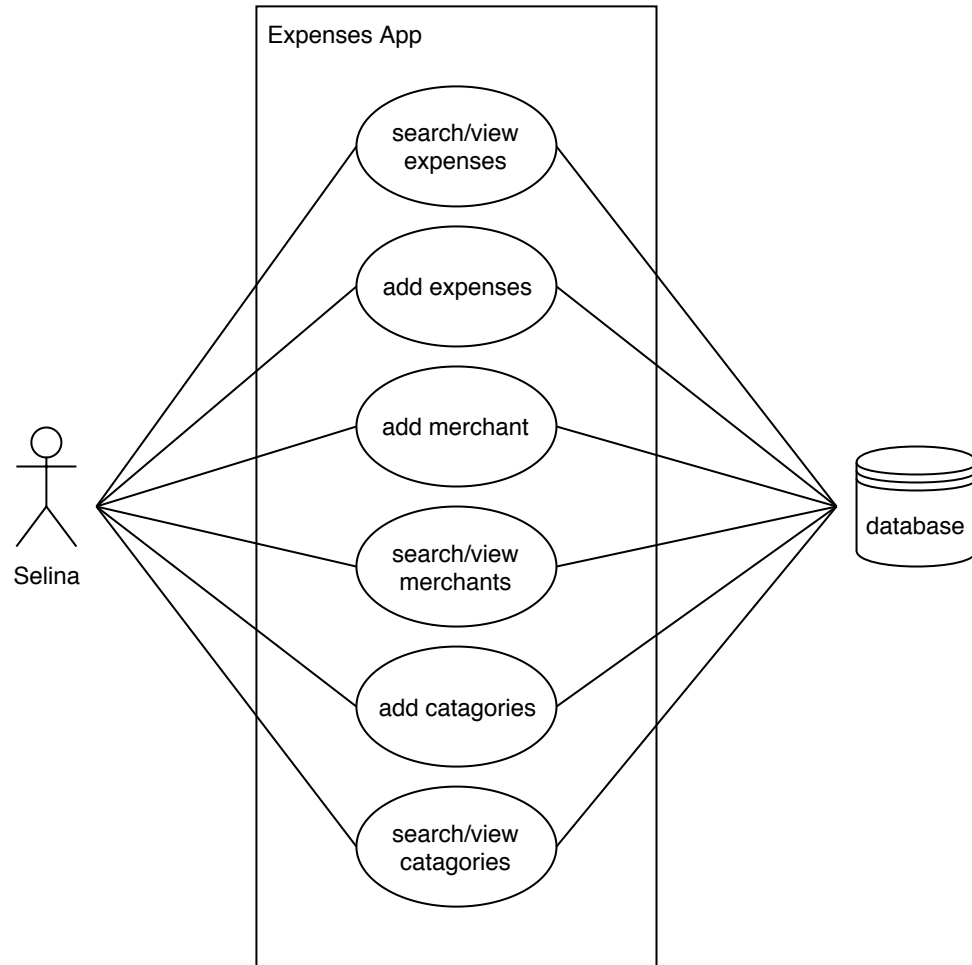 Expenses App
search/view
expenses
add expenses
add merchant
search/view
merchants
add catagories
search/view
catagories
Selina
database